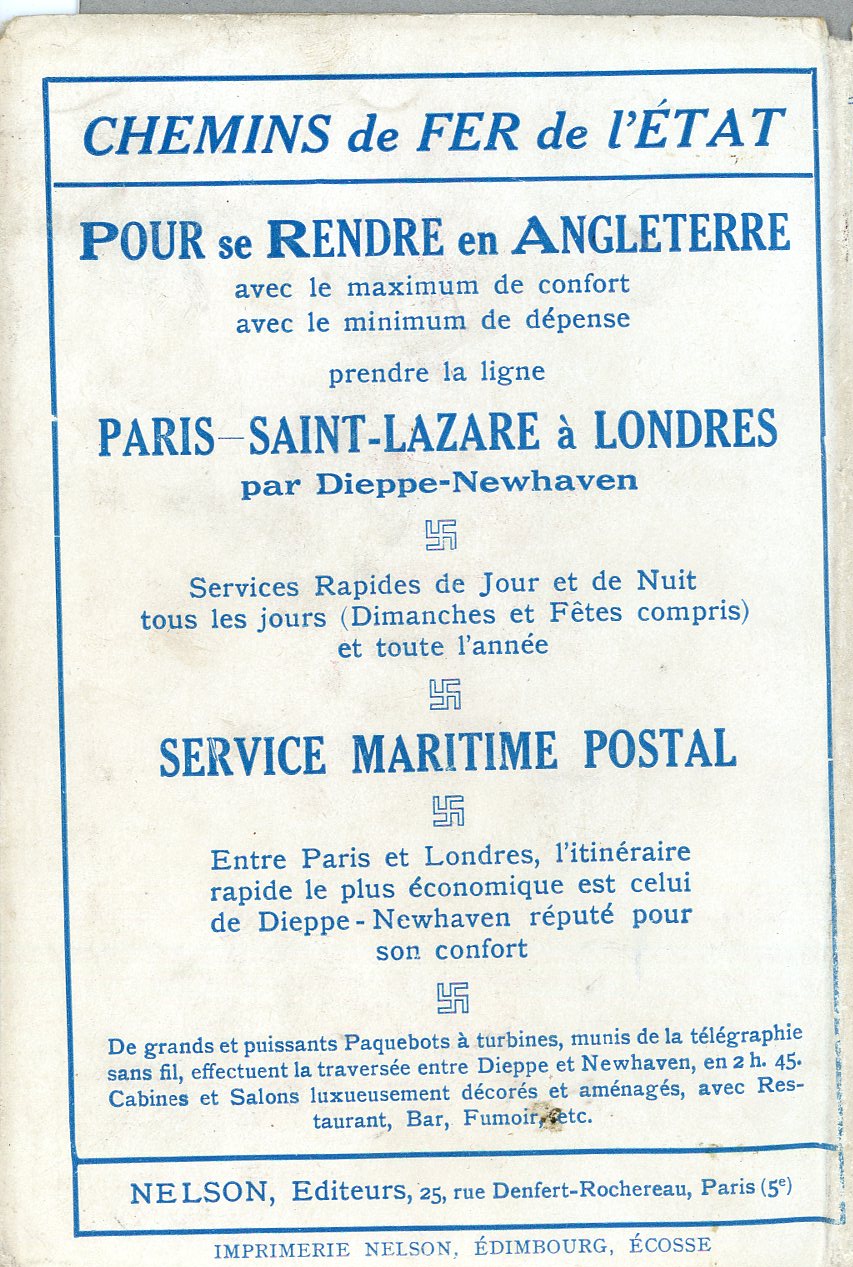 CHEMINS de FER de l'ÉTAT
POUR se RENDRE en ANGLETERRE
avec le maximum de confort
avec le minimum de dépense
prendre la ligne
PARIS—SAINT-LAZARE à LONDRES
par Dieppe-Newhaven
Services Rapides de Jour et de Nuit
tous les jours (Dimanches et Fêtes compris)
et toute l'année
SERVICE MARITIME POSTAL
Entre Paris et Londres, l'itinéraire
rapide le plus économique est celui
de Dieppe-Newhaven réputé pour
son confort
De grands et puissants Paquebots à turbines, munis de la télégraphie
sans fil, effectuent la traversée entre Dieppe et Newhaven, en 2 h. 45.
Cabines et Salons luxueusement décorés et aménagés, avec Res-
taurant, Bar, Fumoir, etc.
NELSON, Editeurs, 25, rue Denfert-Rochereau, Paris (5e)
IMPRIMERIE NELSON, ÉDIMBOURG, ÉCOSSE